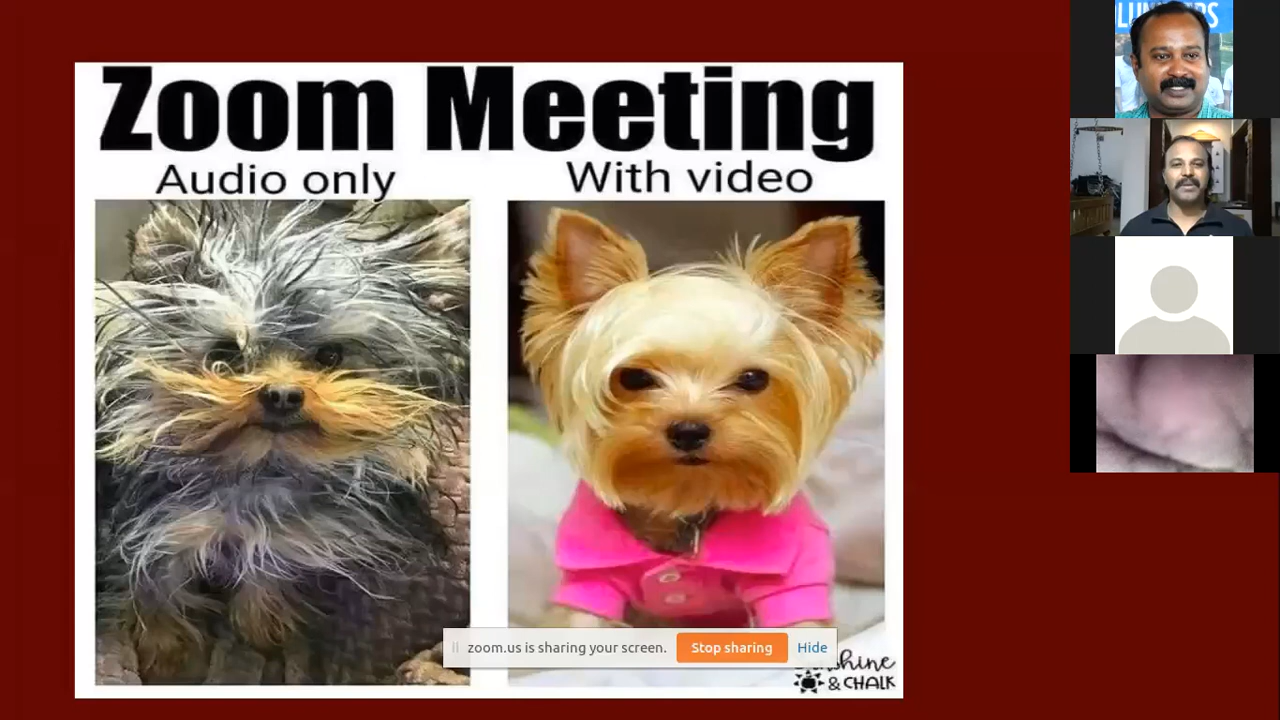 Zoom Meeting
Audio only
With video
zoom.us is sharing your screen.
Stop sharing
Hide
& CHALK